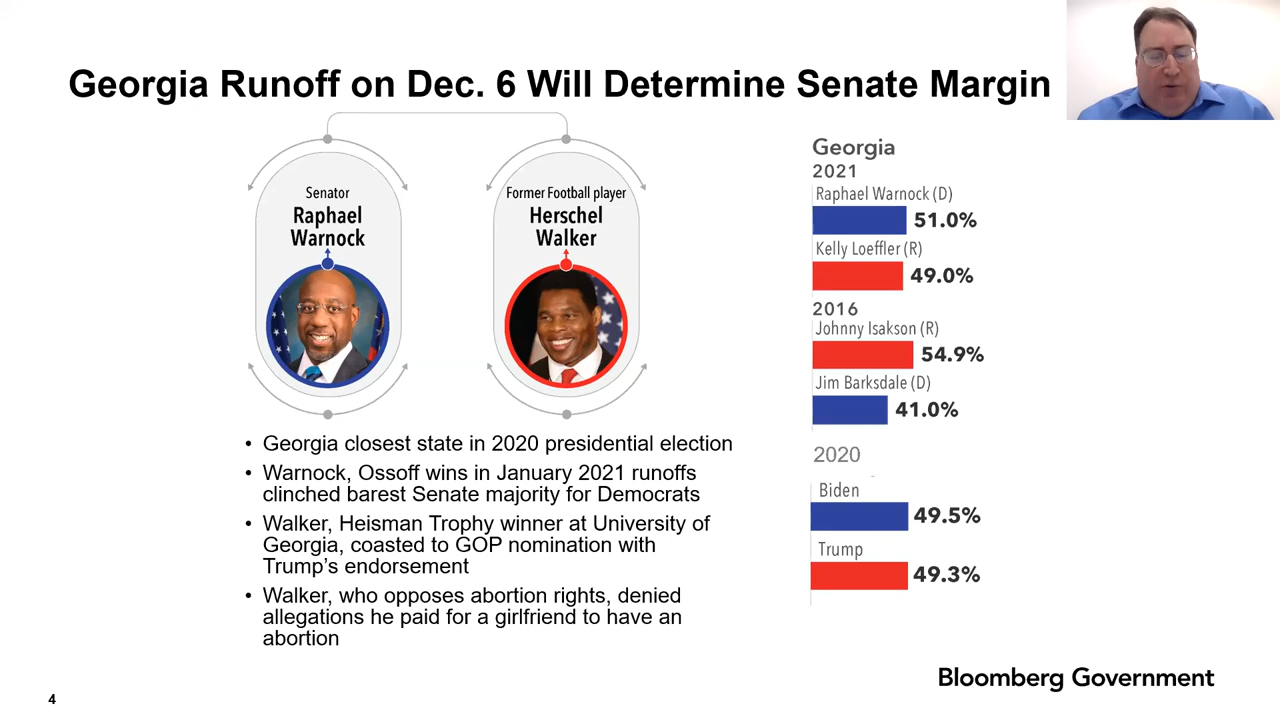 Georgia Runoff on Dec. 6 Will Determine Senate Margin
Senator
Raphael
Warnock
Former Football player
Herschel
Walker
• Georgia closest state in 2020 presidential election
• Warnock, Ossoff wins in January 2021 runoffs
clinched barest Senate majority for Democrats
• Walker, Heisman Trophy winner at University of
Georgia, coasted to GOP nomination with
Trump’s endorsement
• Walker, who opposes abortion rights, denied
allegations he paid for a girlfriend to have an
abortion
Georgia
2021
Raphael Warnock (D)
51.0%
Kelly Loeffler (R)
49.0%
2016
Johnny Isakson (R)
54.9%
Jim Barksdale (D)
41.0%
2020
Biden
49.5%
Trump
49.3%
Bloomberg Government
4